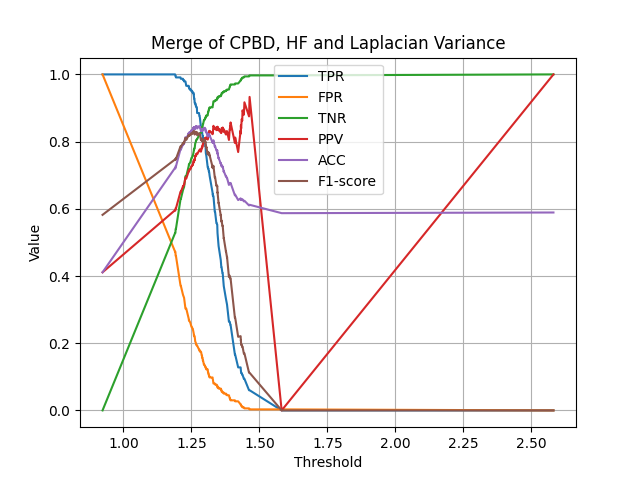 Merge of CPBD, HF and Laplacian Variance
1.0
0.8
0.6
0.4
0.2
0.0
Value
TPR
FPR
TNR
PPV
ACC
F1-score
1.00 1.25 1.50 1.75 2.00 2.25 2.50
Threshold